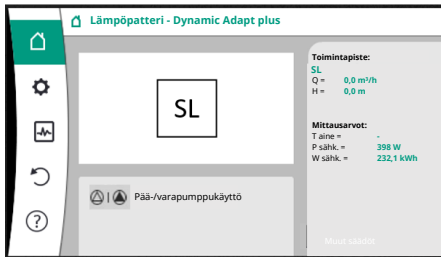 Lämpöpatteri - Dynamic Adapt plus
SL
Pää-/varapumppukäyttö
Toimintapiste:
SL
Q = 0,0 m³/h
H = 0,0 m
Mittausarvot:
T aine = -
P sähk. = 398 W
W sähk. = 232,1 kWh
Muut säädöt